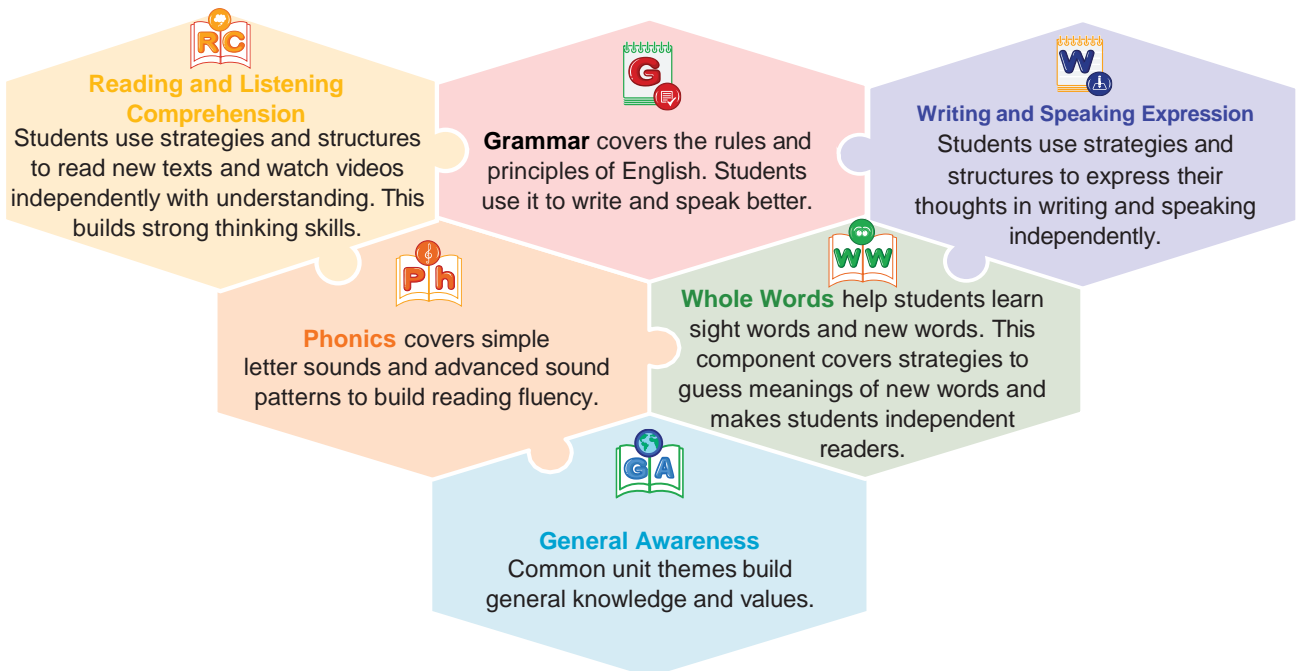 RC
Reading and Listening
Comprehension
Students use strategies and structures
to read new texts and watch videos
independently with understanding. This
builds strong thinking skills.
G
Grammar covers the rules and
principles of English. Students
use it to write and speak better.
W
Writing and Speaking Expression
Students use strategies and
structures to express their
thoughts in writing and speaking
independently.
Ph
Phonics covers simple
letter sounds and advanced sound
patterns to build reading fluency.
WW
Whole Words help students learn
sight words and new words. This
component covers strategies to
guess meanings of new words and
makes students independent
readers.
GA
General Awareness
Common unit themes build
general knowledge and values.